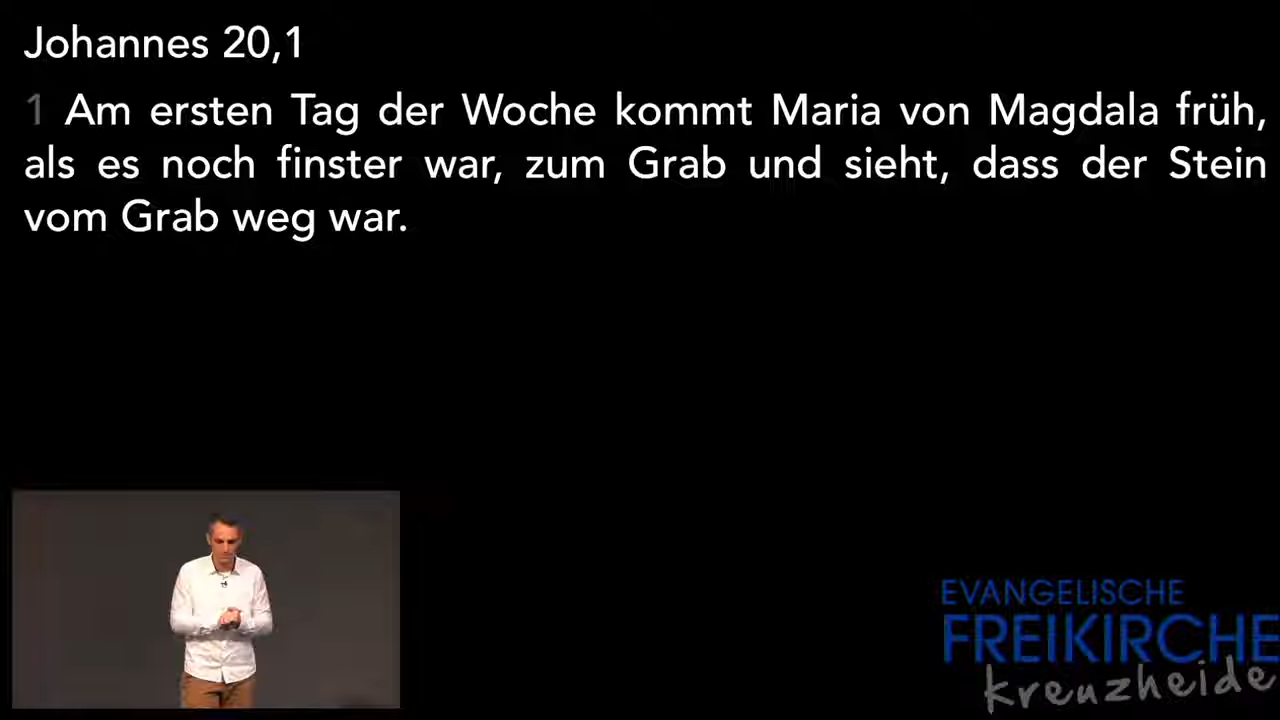 Johannes 20,1
1 Am ersten Tag der Woche kommt Maria von Magdala früh,
als es noch finster war, zum Grab und sieht, dass der Stein
vom Grab weg war.
EVANGELISCHE
FREIKIRCHE
kreuzheide